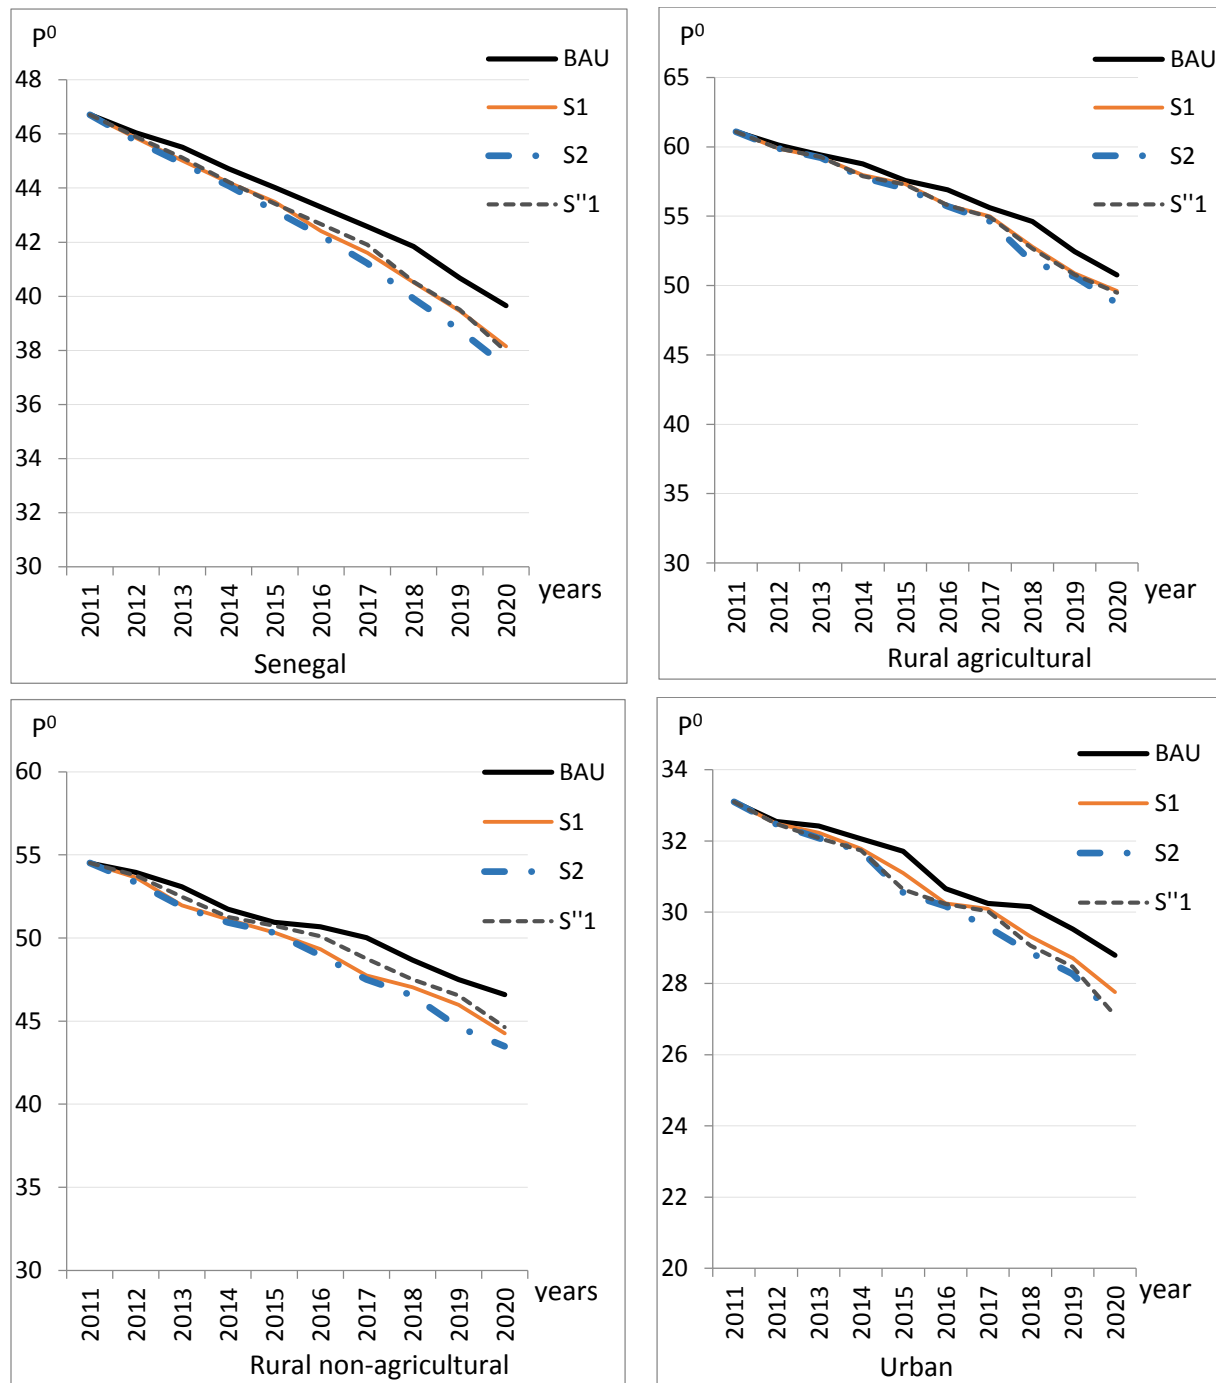 P⁰
BAU
S1
S2
S''1
48
46
44
42
40
38
36
34
32
30
2011 2012 2013 2014 2015 2016 2017 2018 2019 2020 years
Senegal
P⁰
BAU
S1
S2
S''1
65
60
55
50
45
40
35
30
2011 2012 2013 2014 2015 2016 2017 2018 2019 2020 year
Rural agricultural
P⁰
BAU
S1
S2
S''1
60
55
50
45
40
35
30
2011 2012 2013 2014 2015 2016 2017 2018 2019 2020 years
Rural non-agricultural
P⁰
BAU
S1
S2
S''1
34
32
30
28
26
24
22
20
2011 2012 2013 2014 2015 2016 2017 2018 2019 2020 year
Urban